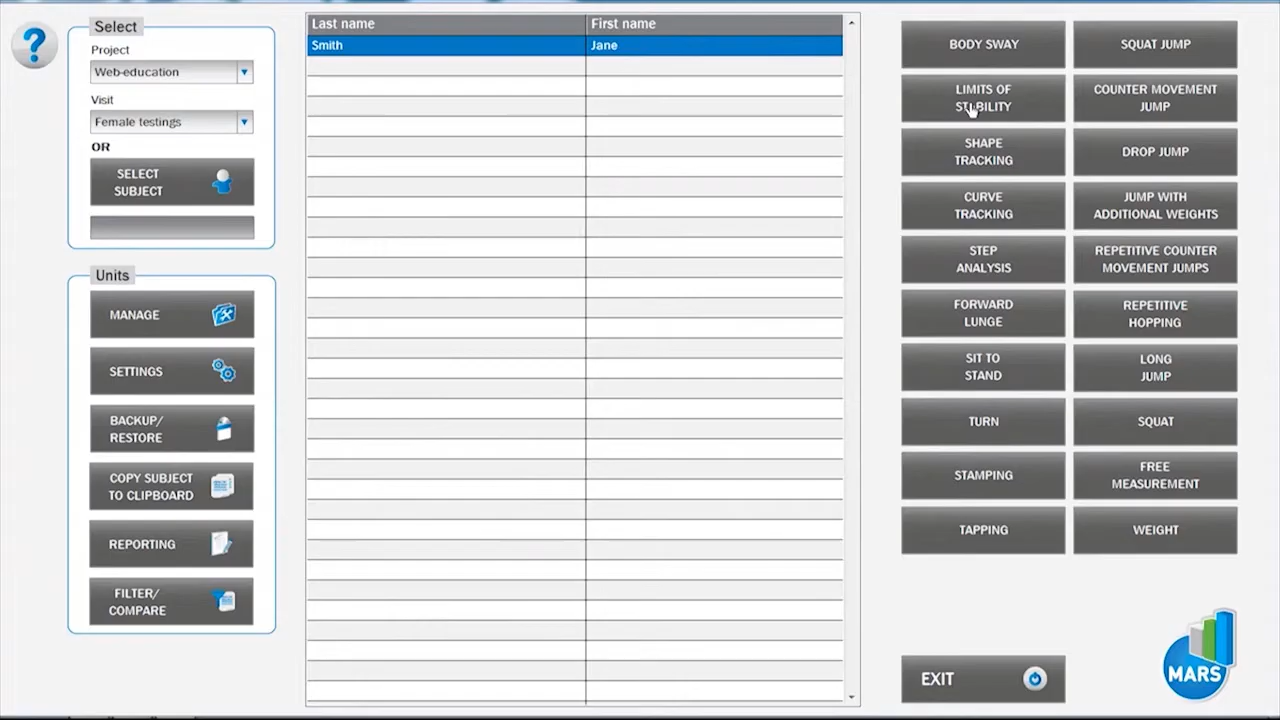 ?
Select
Project
Web-education
Visit
Female testings
OR
SELECT
SUBJECT
Units
MANAGE
SETTINGS
BACKUP/
RESTORE
COPY SUBJECT
TO CLIPBOARD
REPORTING
FILTER/
COMPARE
Last name First name
Smith Jane
BODY SWAY
SQUAT JUMP
LIMITS OF
STABILITY
COUNTER MOVEMENT
JUMP
SHAPE
TRACKING
DROP JUMP
CURVE
TRACKING
JUMP WITH
ADDITIONAL WEIGHTS
STEP
ANALYSIS
REPETITIVE COUNTER
MOVEMENT JUMPS
FORWARD
LUNGE
REPETITIVE
HOPPING
SIT TO
STAND
LONG
JUMP
TURN
SQUAT
STAMPING
FREE
MEASUREMENT
TAPPING
WEIGHT
EXIT
MARS